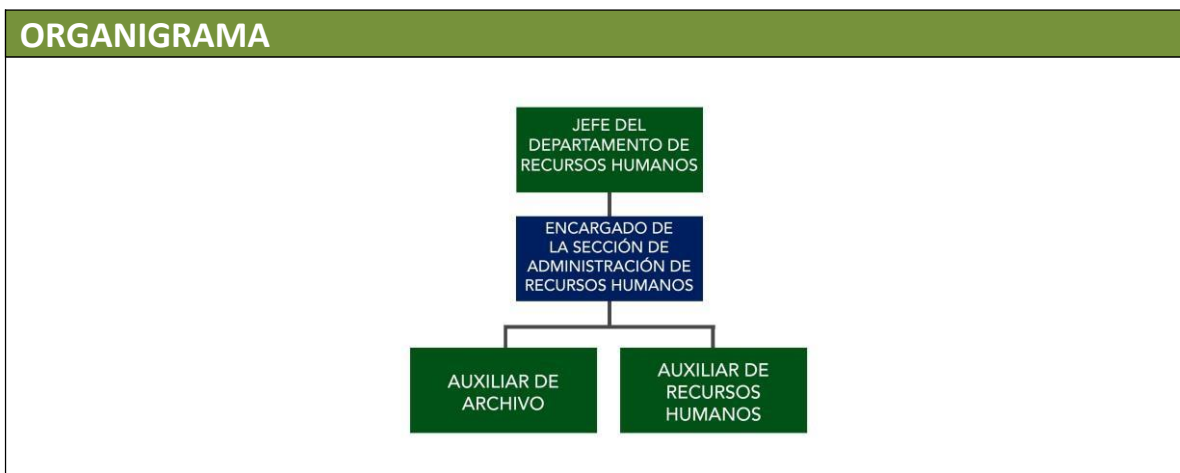 ORGANIGRAMA
JEFE DEL
DEPARTAMENTO DE
RECURSOS HUMANOS
ENCARGADO DE
LA SECCIÓN DE
ADMINISTRACIÓN DE
RECURSOS HUMANOS
AUXILIAR DE
ARCHIVO
AUXILIAR DE
RECURSOS
HUMANOS